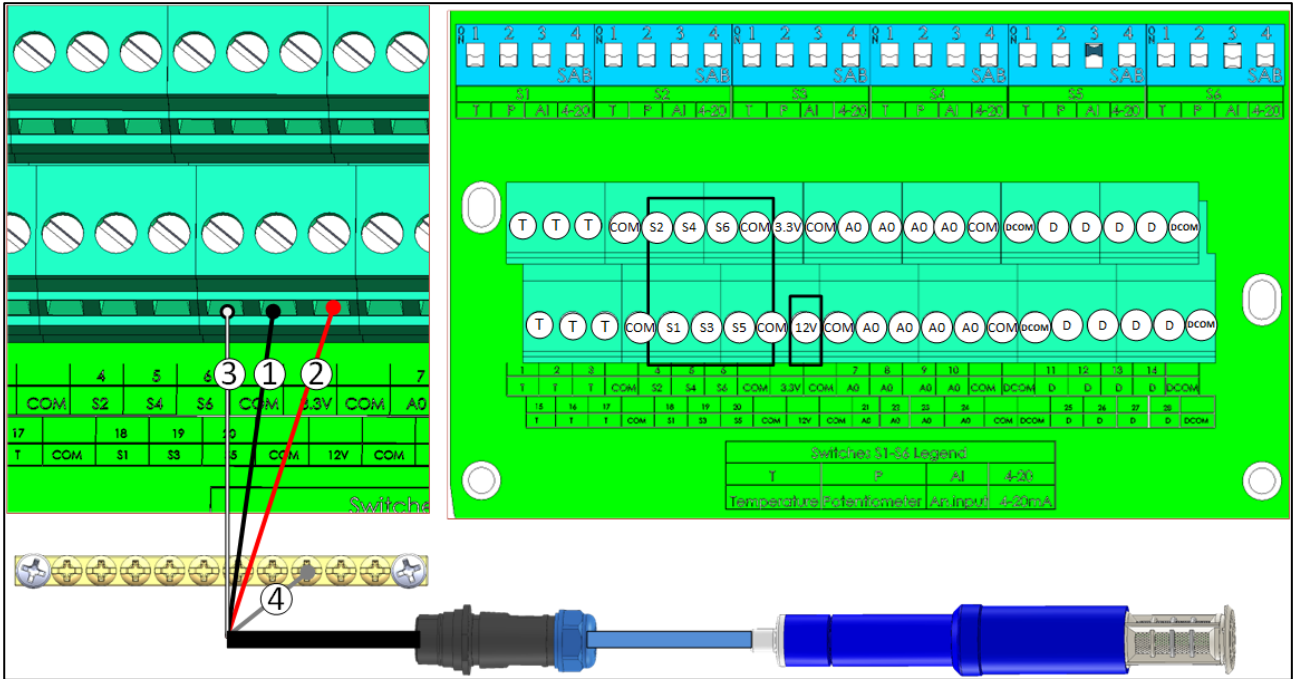 ON 1 2 3 4 1 2 3 4 1 2 3 4 1 2 3 4 ON 1 2 3 4 1 2 3 4
SAB SAB SAB SAB SAB SAB
S1 S2 S3 S4 S5 S6
T P AI 4-20 T P AI 4-20 T P AI 4-20 T P AI 4-20 T P AI 4-20 T P AI 4-20
T T T COM S2 S4 S6 COM 3.3V COM A0 A0 A0 A0 COM DCOM D D D D DCOM
T T T COM S1 S3 S5 COM 12V COM A0 A0 A0 A0 COM DCOM D D D D DCOM
1 2 3 4 5 6 7 8 9 10 11 12 13 14
T T T COM S2 S4 S6 COM 3.3V COM A0 A0 A0 A0 COM DCOM D D D D DCOM
15 16 17 18 19 20 21 22 23 24 25 26 27 28
T T T COM S1 S3 S5 COM 12V COM A0 A0 A0 A0 COM DCOM D D D D DCOM
Switches S1-S6 Legend
T P AI 4-20
Temperature Potentiometer An.Input 4-20mA
3 1 2
4 5 6 7
COM S2 S4 S6 COM 3.3V COM A0
17 18 19 20
T COM S1 S3 S5 COM 12V COM
Switche
4